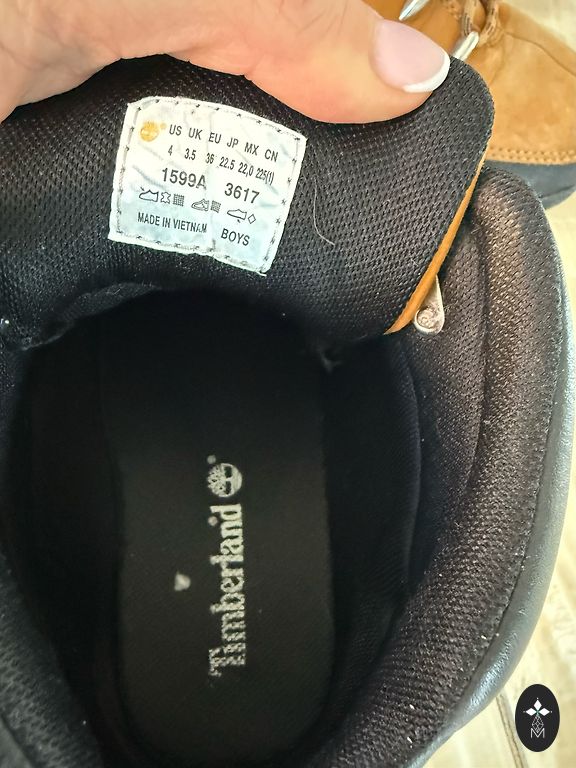 US UK EU JP MX CN
4 3.5 36 22.5 22.0 225(1)
1599A 3617
MADE IN VIETNAM BOYS
Timberland
M